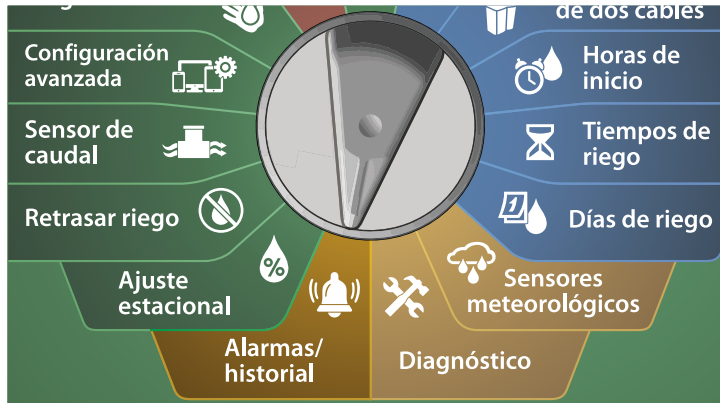 de dos cables
Configuración
avanzada
Horas de
inicio
Sensor de
caudal
Tiempos de
riego
Retrasar riego
1
Días de riego
%
Ajuste
estacional
Sensores
meteorológicos
Alarmas/
historial
Diagnóstico